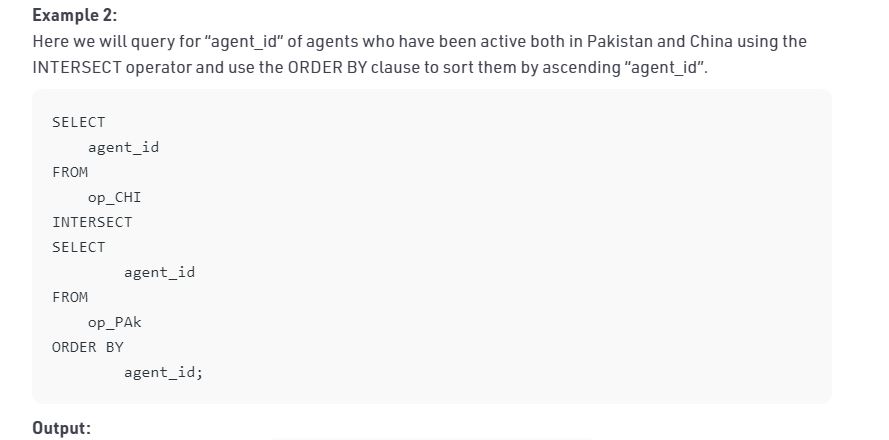 Example 2:
Here we will query for "agent_id" of agents who have been active both in Pakistan and China using the
INTERSECT operator and use the ORDER BY clause to sort them by ascending "agent_id".
SELECT
agent_id
FROM
op_CHI
INTERSECT
SELECT
agent_id
FROM
op_PAk
ORDER BY
agent_id;
Output: